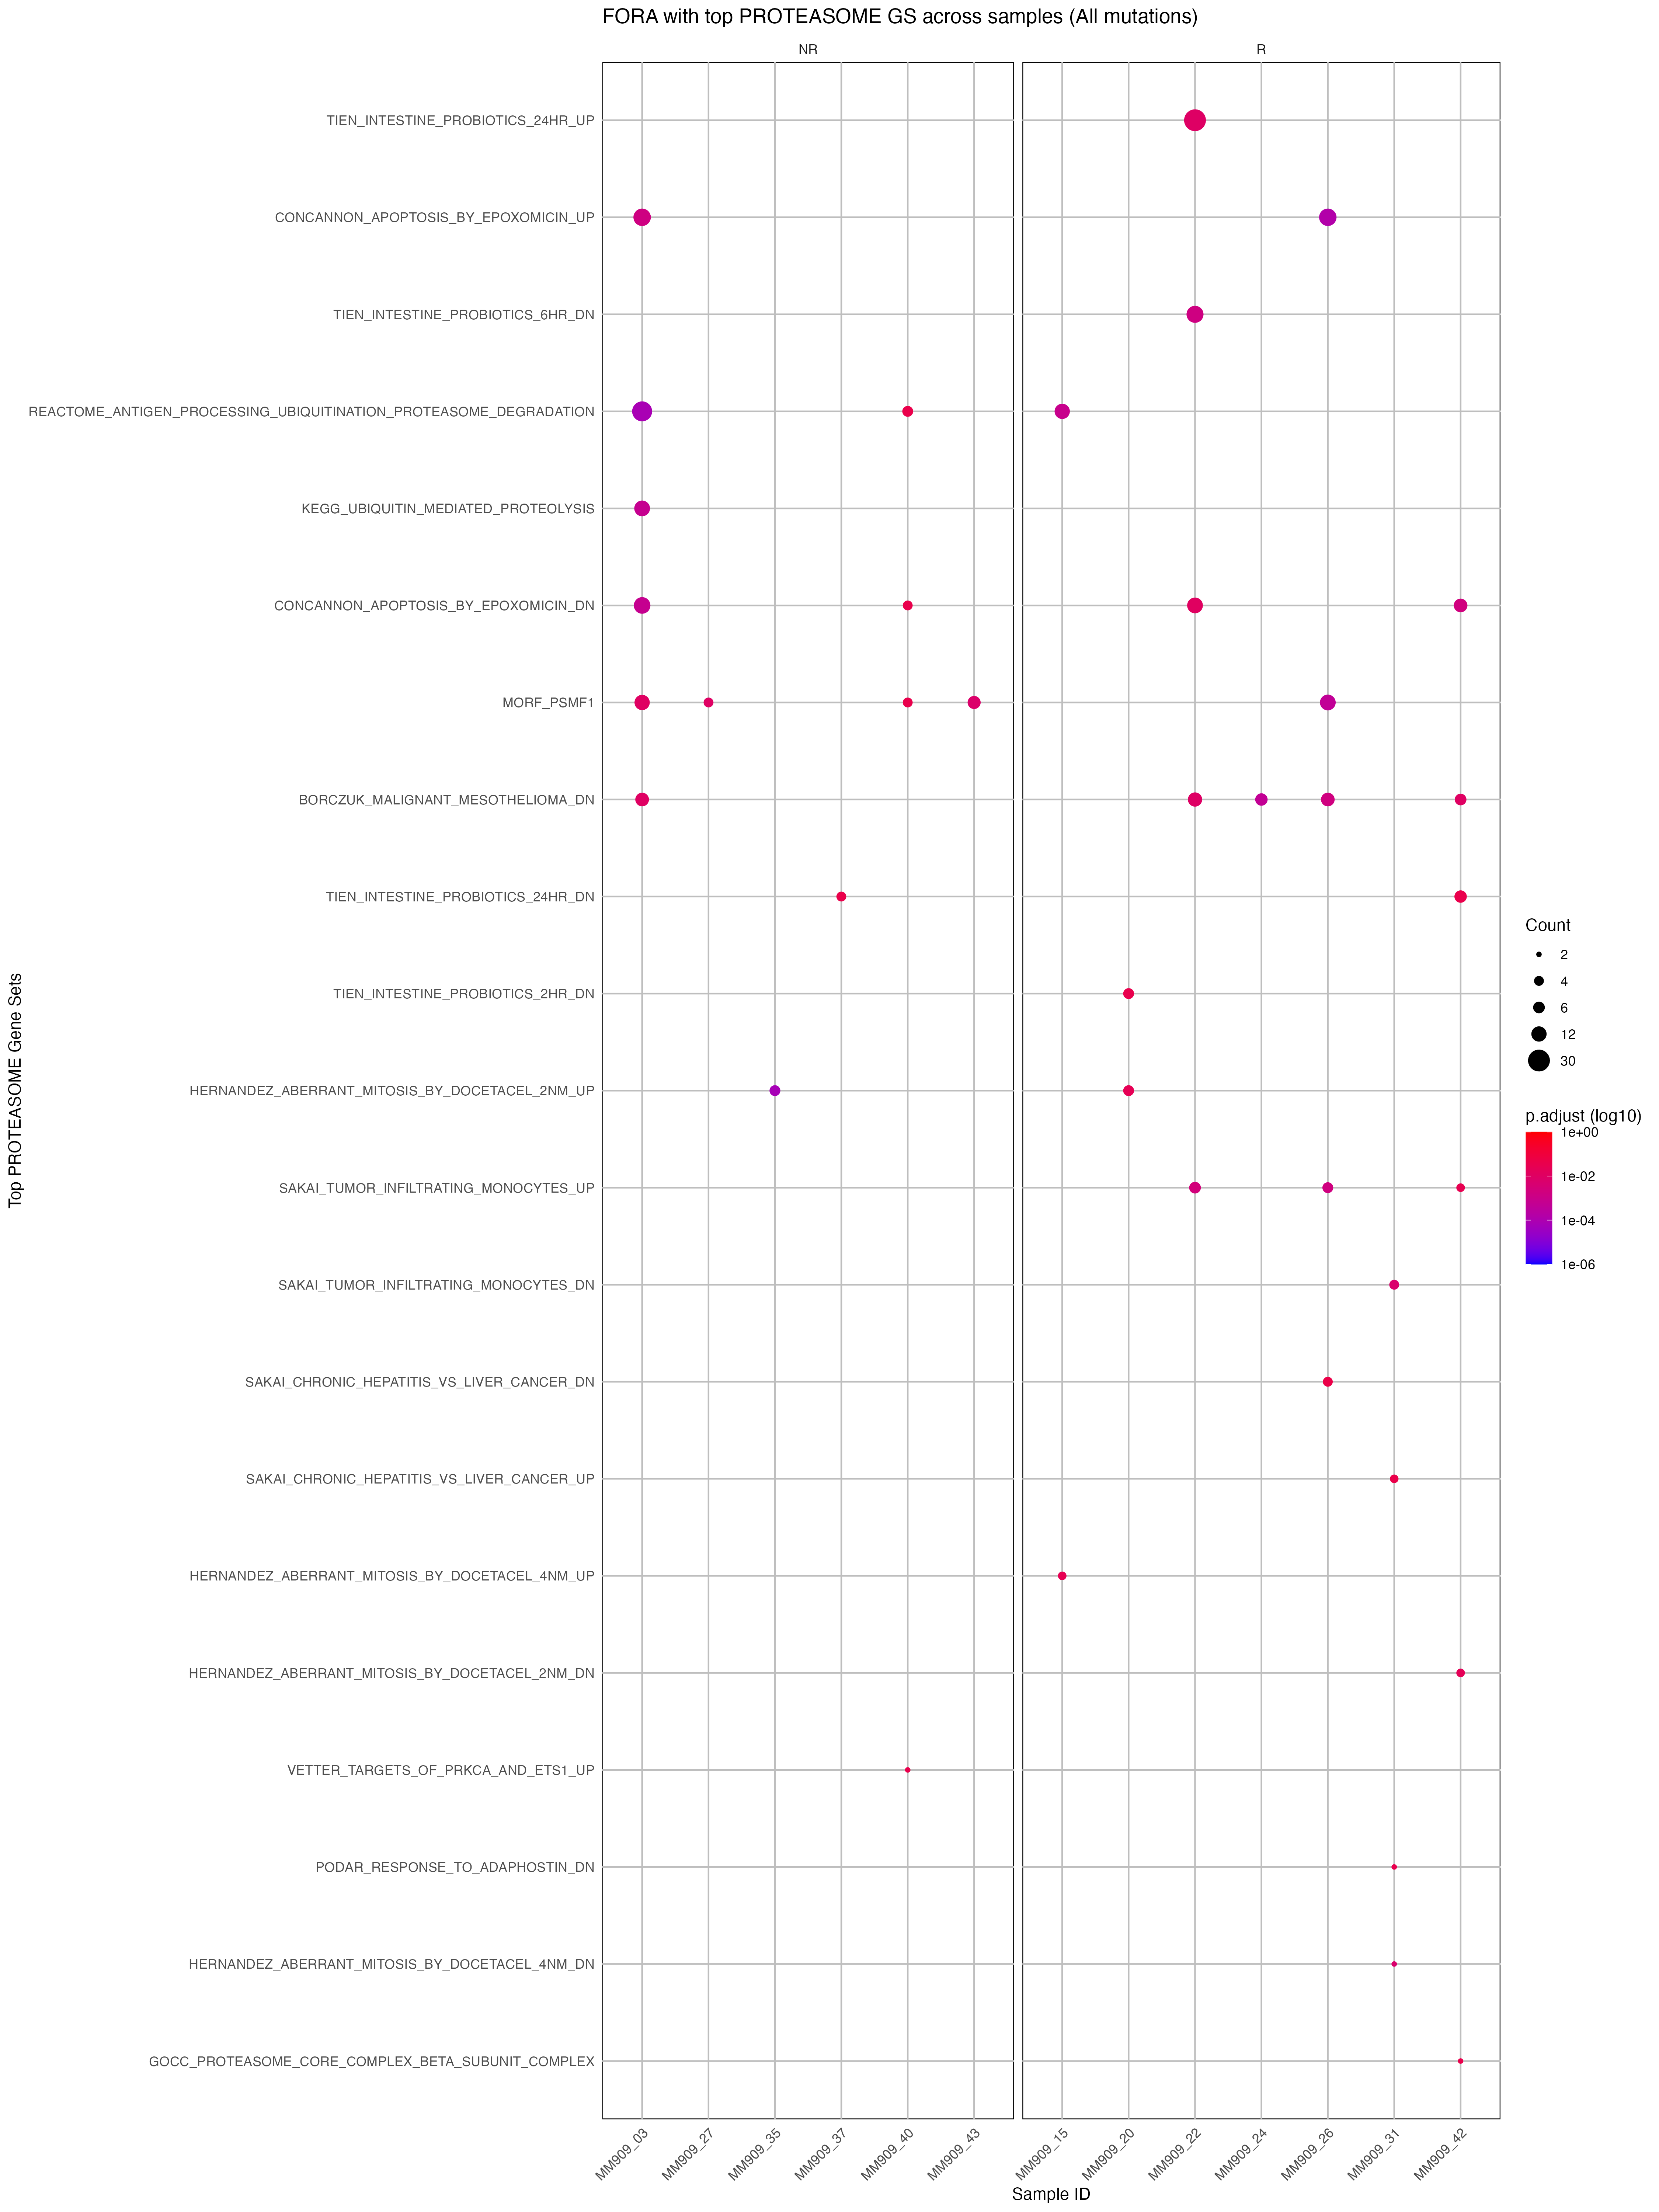 FORA with top PROTEASOME GS across samples (All mutations)
NR
R
TIEN_INTESTINE_PROBIOTICS_24HR_UP
CONCANNON_APOPTOSIS_BY_EPOXOMICIN_UP
TIEN_INTESTINE_PROBIOTICS_6HR_DN
REACTOME_ANTIGEN_PROCESSING_UBIQUITINATION_PROTEASOME_DEGRADATION
KEGG_UBIQUITIN_MEDIATED_PROTEOLYSIS
CONCANNON_APOPTOSIS_BY_EPOXOMICIN_DN
MORF_PSMF1
BORCZUK_MALIGNANT_MESOTHELIOMA_DN
TIEN_INTESTINE_PROBIOTICS_24HR_DN
TIEN_INTESTINE_PROBIOTICS_2HR_DN
HERNANDEZ_ABERRANT_MITOSIS_BY_DOCETACEL_2NM_UP
SAKAI_TUMOR_INFILTRATING_MONOCYTES_UP
SAKAI_TUMOR_INFILTRATING_MONOCYTES_DN
SAKAI_CHRONIC_HEPATITIS_VS_LIVER_CANCER_DN
SAKAI_CHRONIC_HEPATITIS_VS_LIVER_CANCER_UP
HERNANDEZ_ABERRANT_MITOSIS_BY_DOCETACEL_4NM_UP
HERNANDEZ_ABERRANT_MITOSIS_BY_DOCETACEL_2NM_DN
VETTER_TARGETS_OF_PRKCA_AND_ETS1_UP
PODAR_RESPONSE_TO_ADAPHOSTIN_DN
HERNANDEZ_ABERRANT_MITOSIS_BY_DOCETACEL_4NM_DN
GOCC_PROTEASOME_CORE_COMPLEX_BETA_SUBUNIT_COMPLEX
Top PROTEASOME Gene Sets
MM909_03
MM909_27
MM909_35
MM909_37
MM909_40
MM909_43
MM909_15
MM909_20
MM909_22
MM909_24
MM909_26
MM909_31
MM909_42
Sample ID
Count
2
4
6
12
30
p.adjust (log10)
1e+00
1e-02
1e-04
1e-06